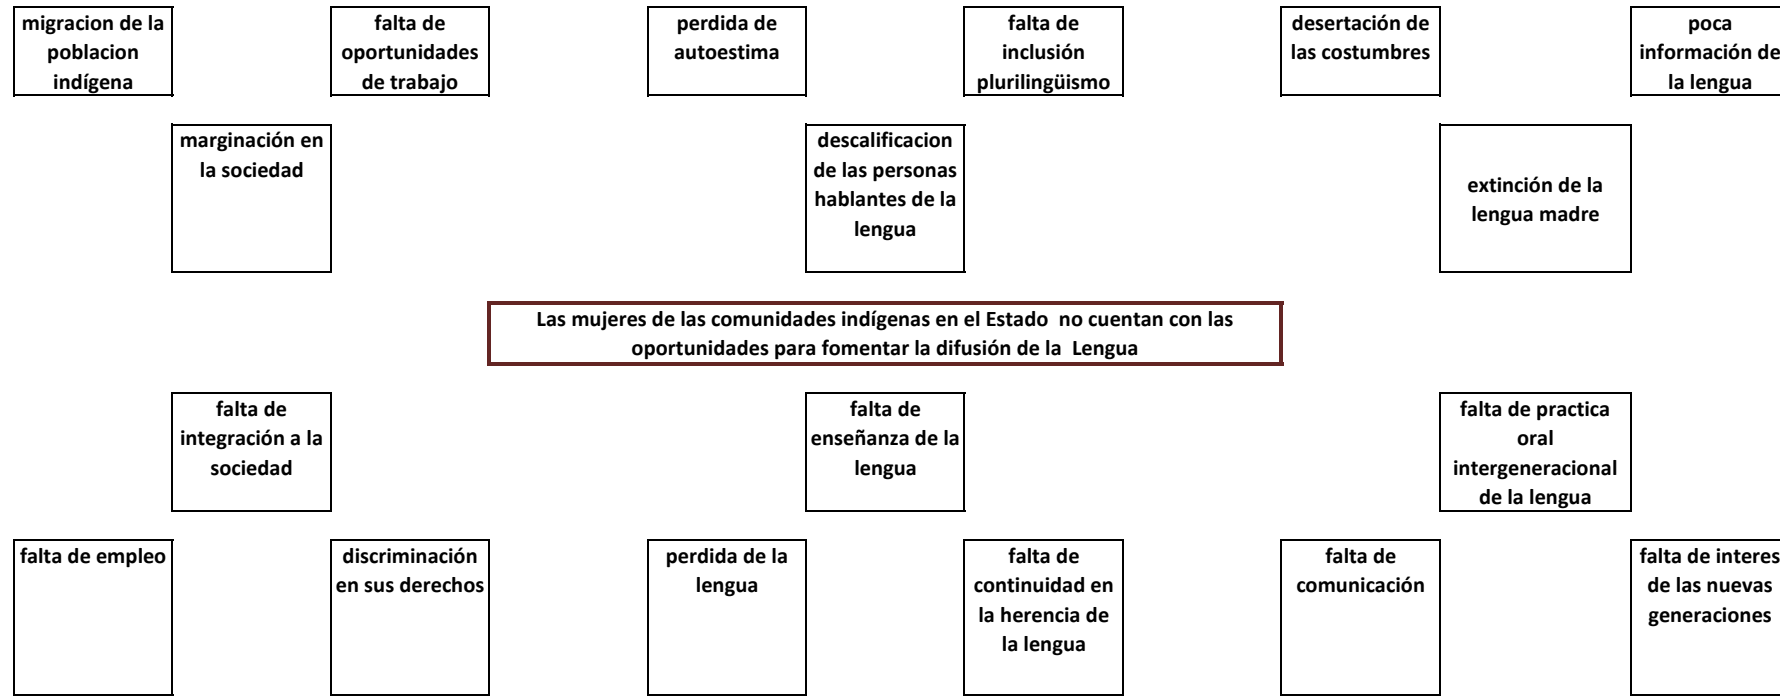 migracion de la
poblacion
indígena
falta de
oportunidades
de trabajo
perdida de
autoestima
falta de
inclusión
plurilingüismo
desertación de
las costumbres
poca
información de
la lengua
marginación en
la sociedad
descalificacion
de las personas
hablantes de la
lengua
extinción de la
lengua madre
Las mujeres de las comunidades indígenas en el Estado no cuentan con las
oportunidades para fomentar la difusión de la Lengua
falta de
integración a la
sociedad
falta de
enseñanza de la
lengua
falta de practica
oral
intergeneracional
de la lengua
falta de empleo
discriminación
en sus derechos
perdida de la
lengua
falta de
continuidad en
la herencia de
la lengua
falta de
comunicación
falta de interes
de las nuevas
generaciones